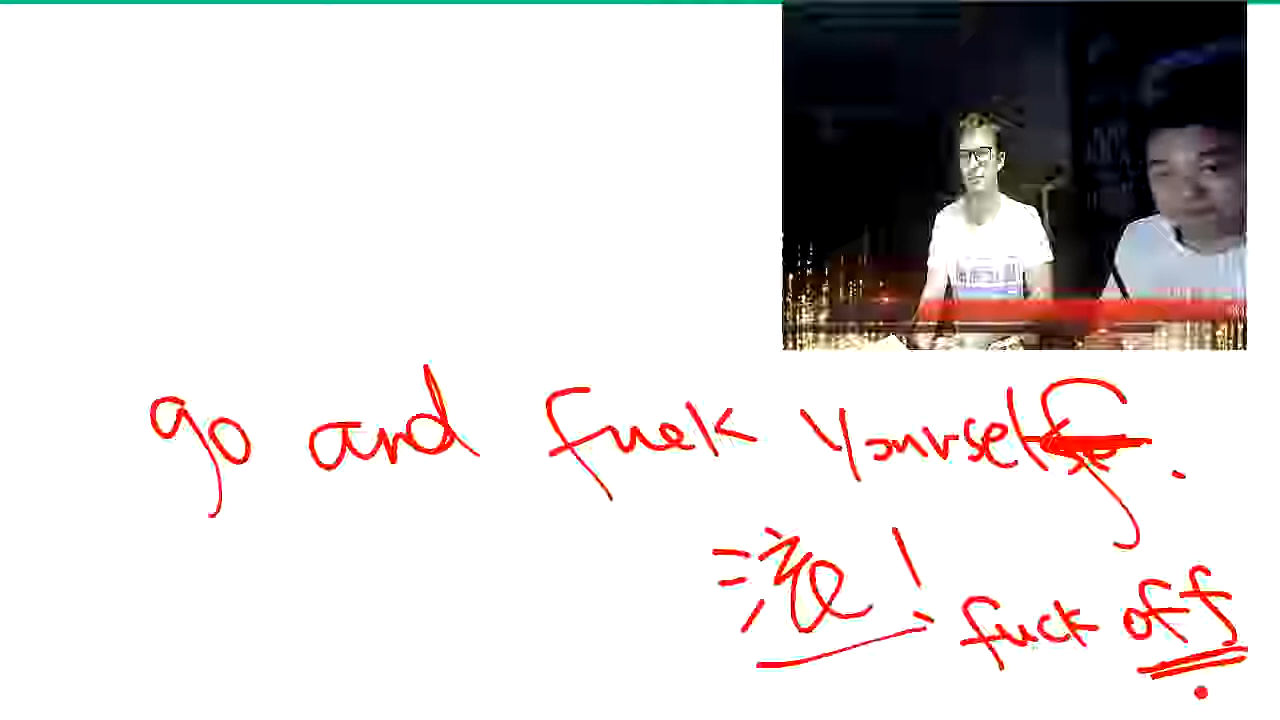 go and fuck yourself.
滚! fuck off.